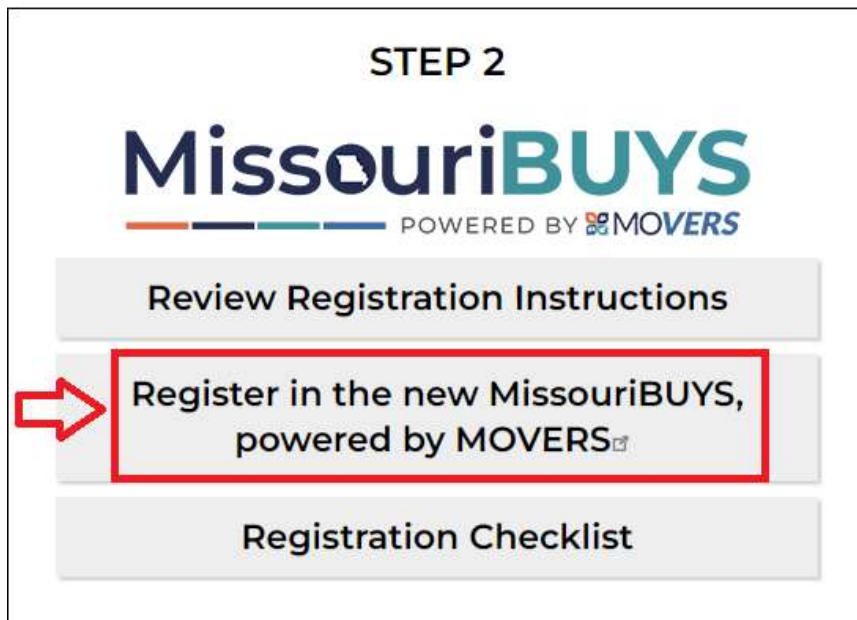 STEP 2
MissouriBUYS
POWERED BY MOVERS
Review Registration Instructions
Register in the new MissouriBUYS,
powered by MOVERS
Registration Checklist